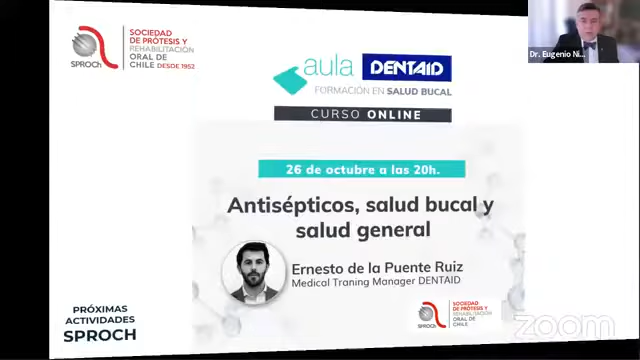 SOCIEDAD
DE PRÓTESIS Y
REHABILITACIÓN
ORAL DE
CHILE DESDE 1952
SPROCh
aula DENTAID
FORMACIÓN EN SALUD BUCAL
CURSO ONLINE
26 de octubre a las 20h.
Antisépticos, salud bucal y
salud general
Ernesto de la Puente Ruiz
Medical Traning Manager DENTAID
PRÓXIMAS
ACTIVIDADES
SPROCH
SPROCh
SOCIEDAD
DE PRÓTESIS Y
REHABILITACIÓN
ORAL DE
CHILE
Dr. Eugenio Ni...
zoom